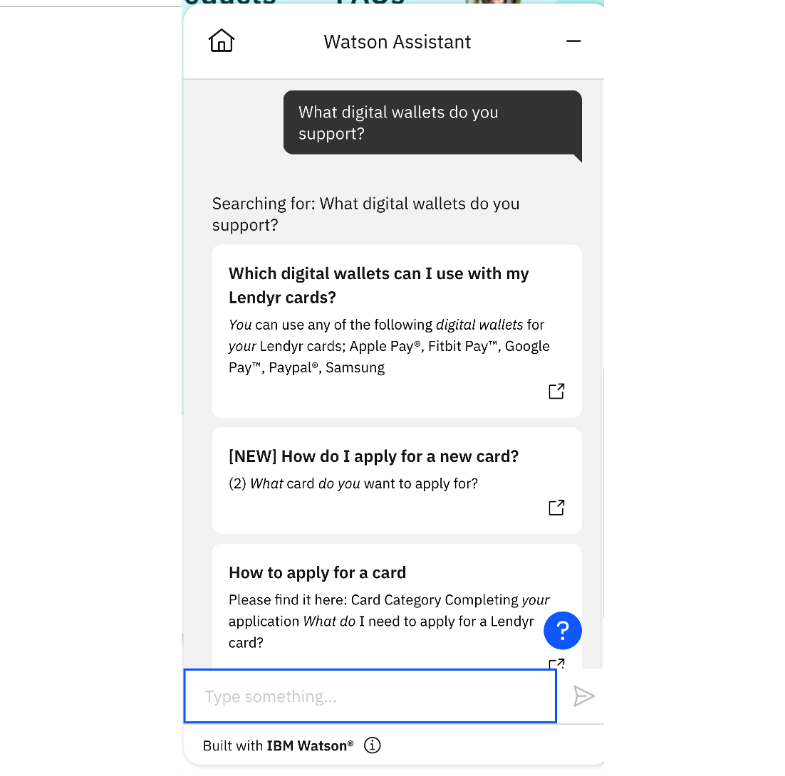 Watson Assistant
What digital wallets do you
support?
Searching for: What digital wallets do you
support?
Which digital wallets can I use with my
Lendyr cards?
You can use any of the following digital wallets for
your Lendyr cards; Apple Pay®, Fitbit Pay™, Google
Pay™, Paypal®, Samsung
[NEW] How do I apply for a new card?
(2) What card do you want to apply for?
How to apply for a card
Please find it here: Card Category Completing your
application What do I need to apply for a Lendyr
card?
?
Type something...
Built with IBM Watson®